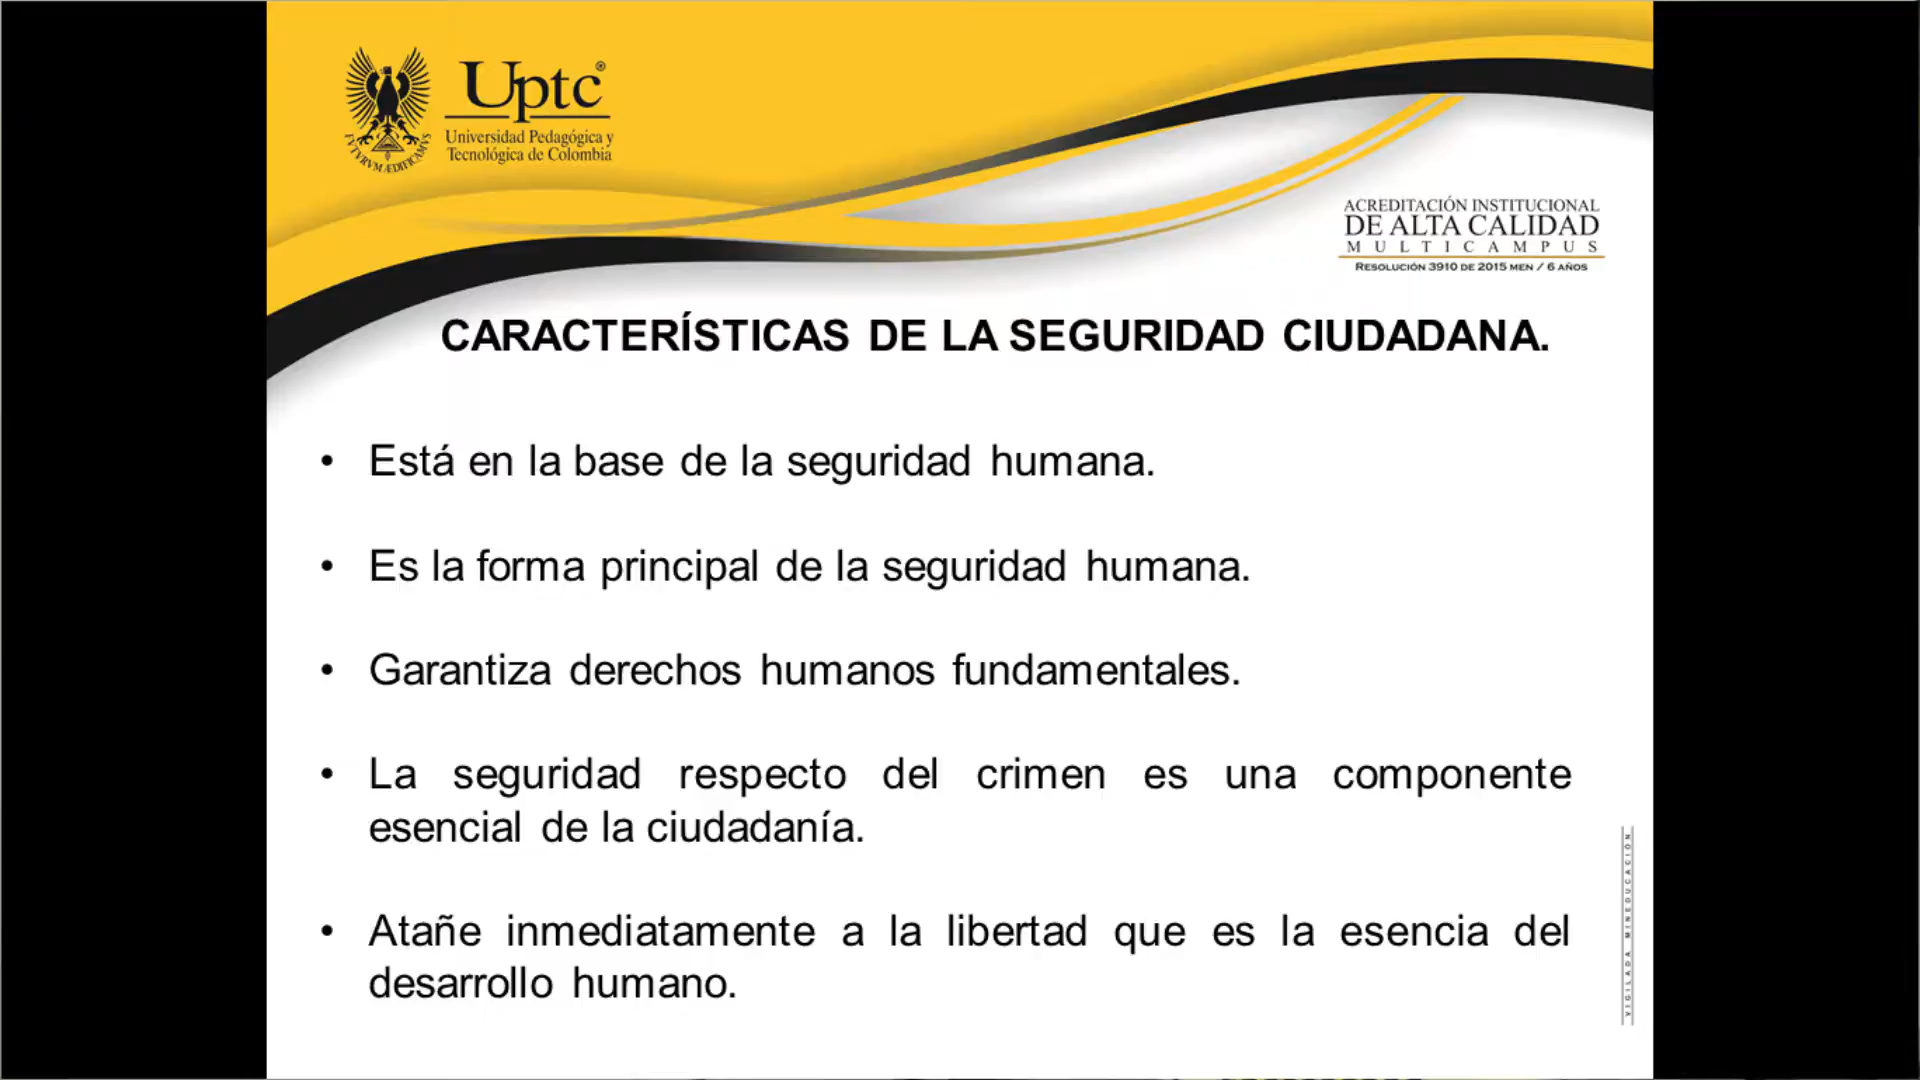 Uptc®
Universidad Pedagógica y
Tecnológica de Colombia
FVTVRVM ÆDIFICAMVS
ACREDITACIÓN INSTITUCIONAL
DE ALTA CALIDAD
MULTICAMPUS
RESOLUCIÓN 3910 DE 2015 MEN / 6 AÑOS
CARACTERÍSTICAS DE LA SEGURIDAD CIUDADANA.
• Está en la base de la seguridad humana.
• Es la forma principal de la seguridad humana.
• Garantiza derechos humanos fundamentales.
• La seguridad respecto del crimen es una componente
esencial de la ciudadanía.
• Atañe inmediatamente a la libertad que es la esencia del
desarrollo humano.
VIGILADA MINEDUCACIÓN